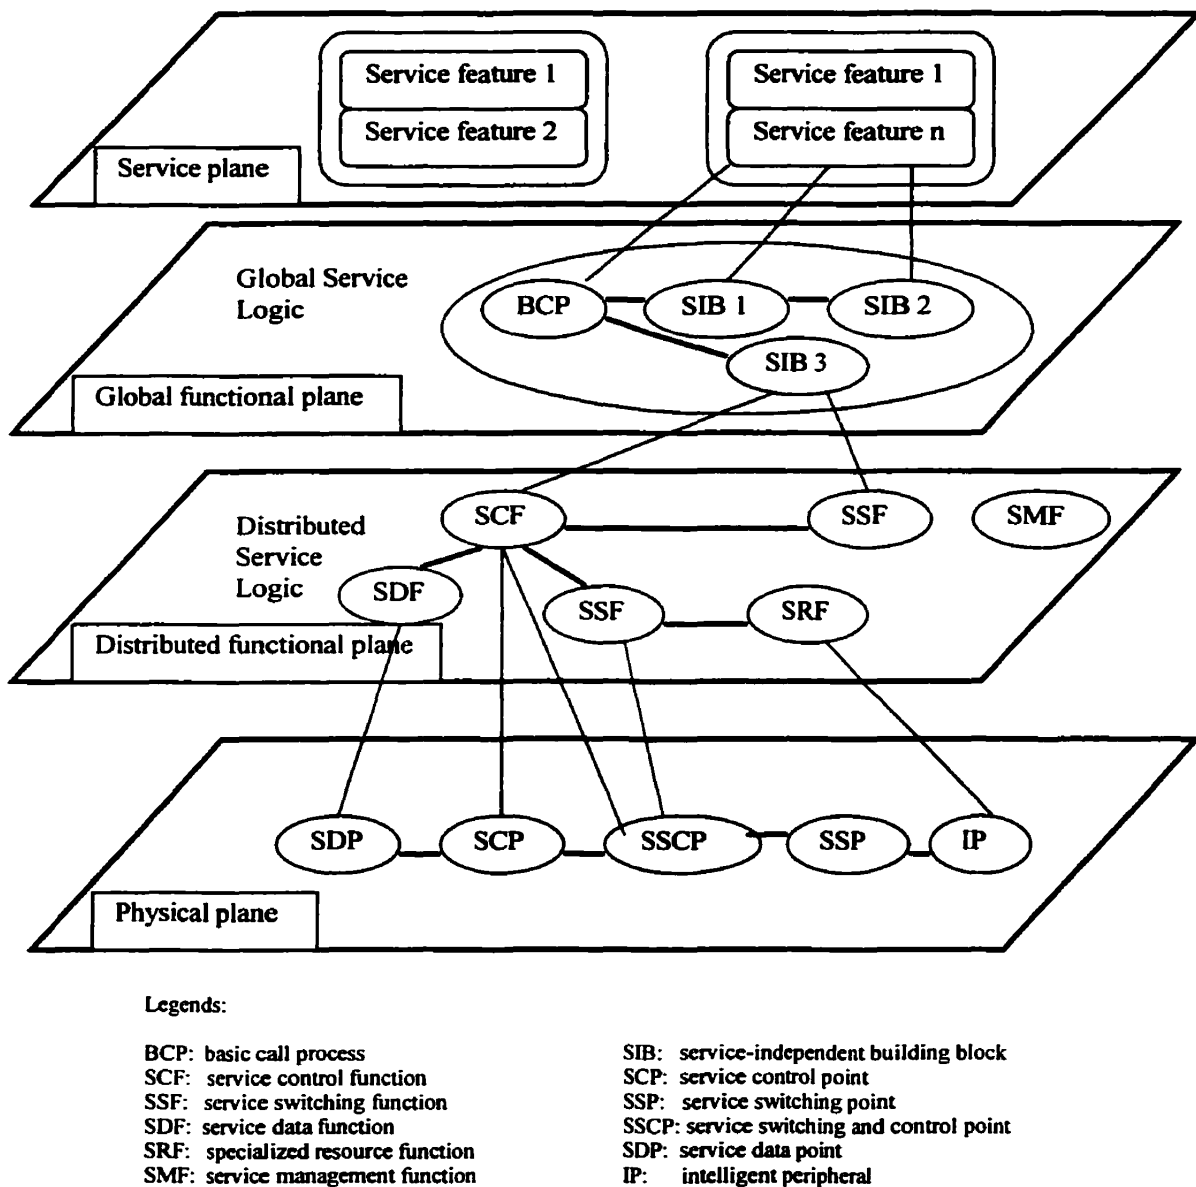 Service feature 1
Service feature 2
Service feature 1
Service feature n
Service plane
Global Service
Logic
BCP
SIB 1
SIB 2
SIB 3
Global functional plane
SCF
SSF
SMF
Distributed
Service
Logic
SDF
SSF
SRF
Distributed functional plane
SDP
SCP
SSCP
SSP
IP
Physical plane
Legends:
BCP: basic call process
SCF: service control function
SSF: service switching function
SDF: service data function
SRF: specialized resource function
SMF: service management function
SIB: service-independent building block
SCP: service control point
SSP: service switching point
SSCP: service switching and control point
SDP: service data point
IP: intelligent peripheral